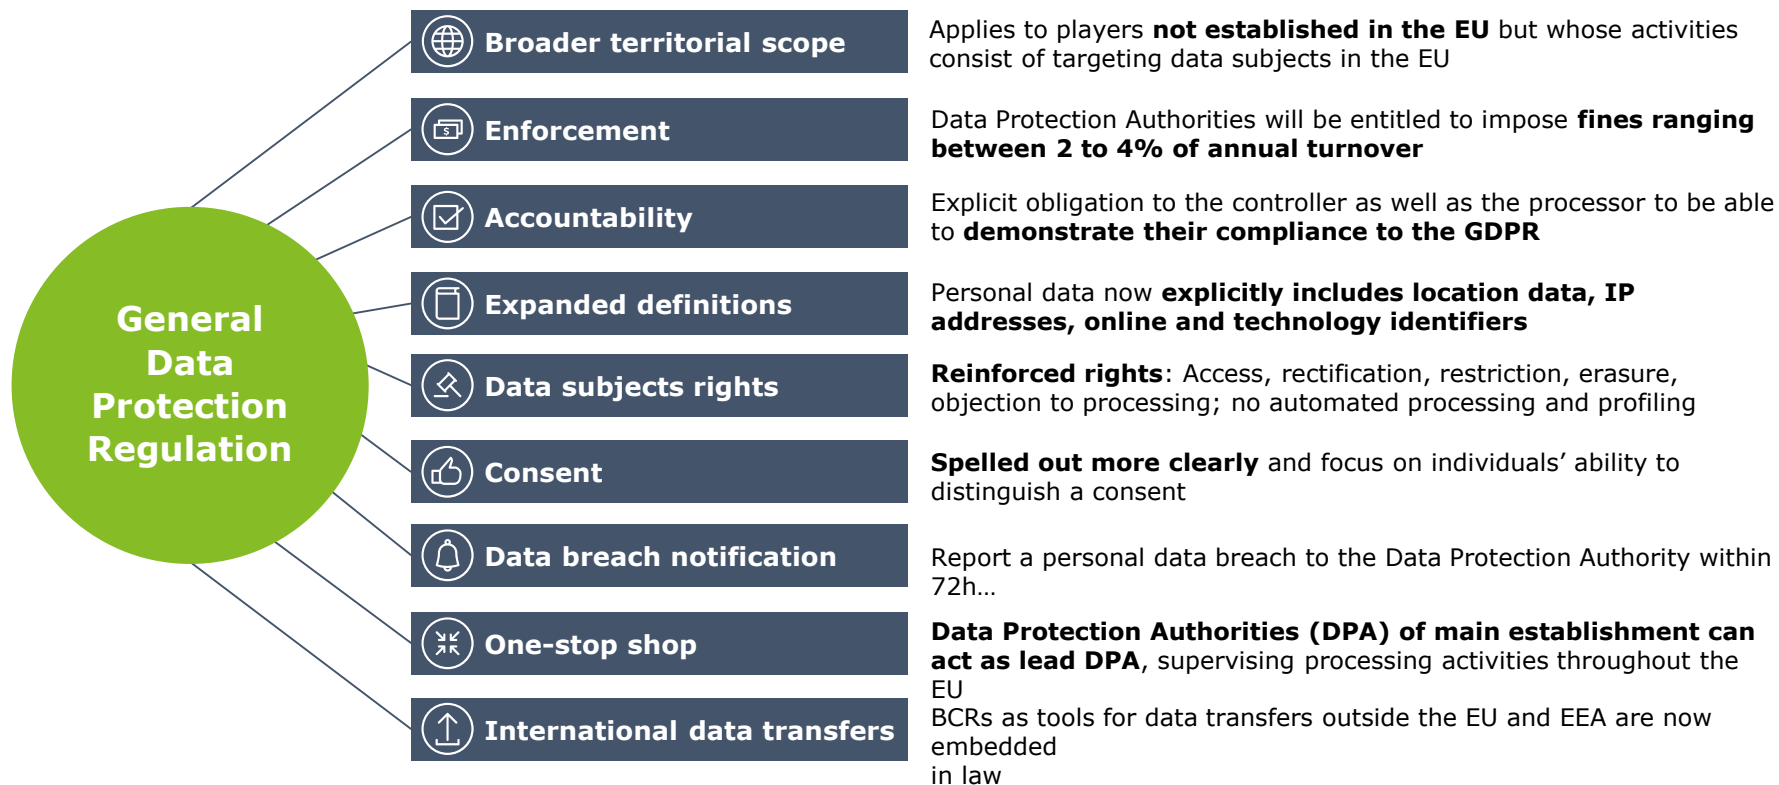 General
Data
Protection
Regulation
Broader territorial scope
Applies to players not established in the EU but whose activities
consist of targeting data subjects in the EU
Enforcement
Data Protection Authorities will be entitled to impose fines ranging
between 2 to 4% of annual turnover
Accountability
Explicit obligation to the controller as well as the processor to be able
to demonstrate their compliance to the GDPR
Expanded definitions
Personal data now explicitly includes location data, IP
addresses, online and technology identifiers
Data subjects rights
Reinforced rights: Access, rectification, restriction, erasure,
objection to processing; no automated processing and profiling
Consent
Spelled out more clearly and focus on individuals’ ability to
distinguish a consent
Data breach notification
Report a personal data breach to the Data Protection Authority within
72h…
One-stop shop
Data Protection Authorities (DPA) of main establishment can
act as lead DPA, supervising processing activities throughout the
EU
International data transfers
BCRs as tools for data transfers outside the EU and EEA are now
embedded
in law